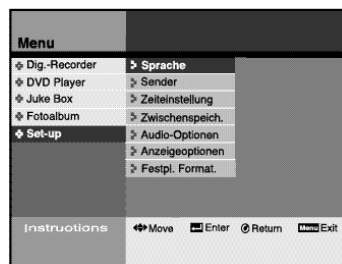 Menu
Dig.-Recorder
DVD Player
Juke Box
Fotoalbum
Set-up
Sprache
Sender
Zeiteinstellung
Zwischenspeich.
Audio-Optionen
Anzeigeoptionen
Festpl. Format.
Instructions
Move Enter Return Menu Exit